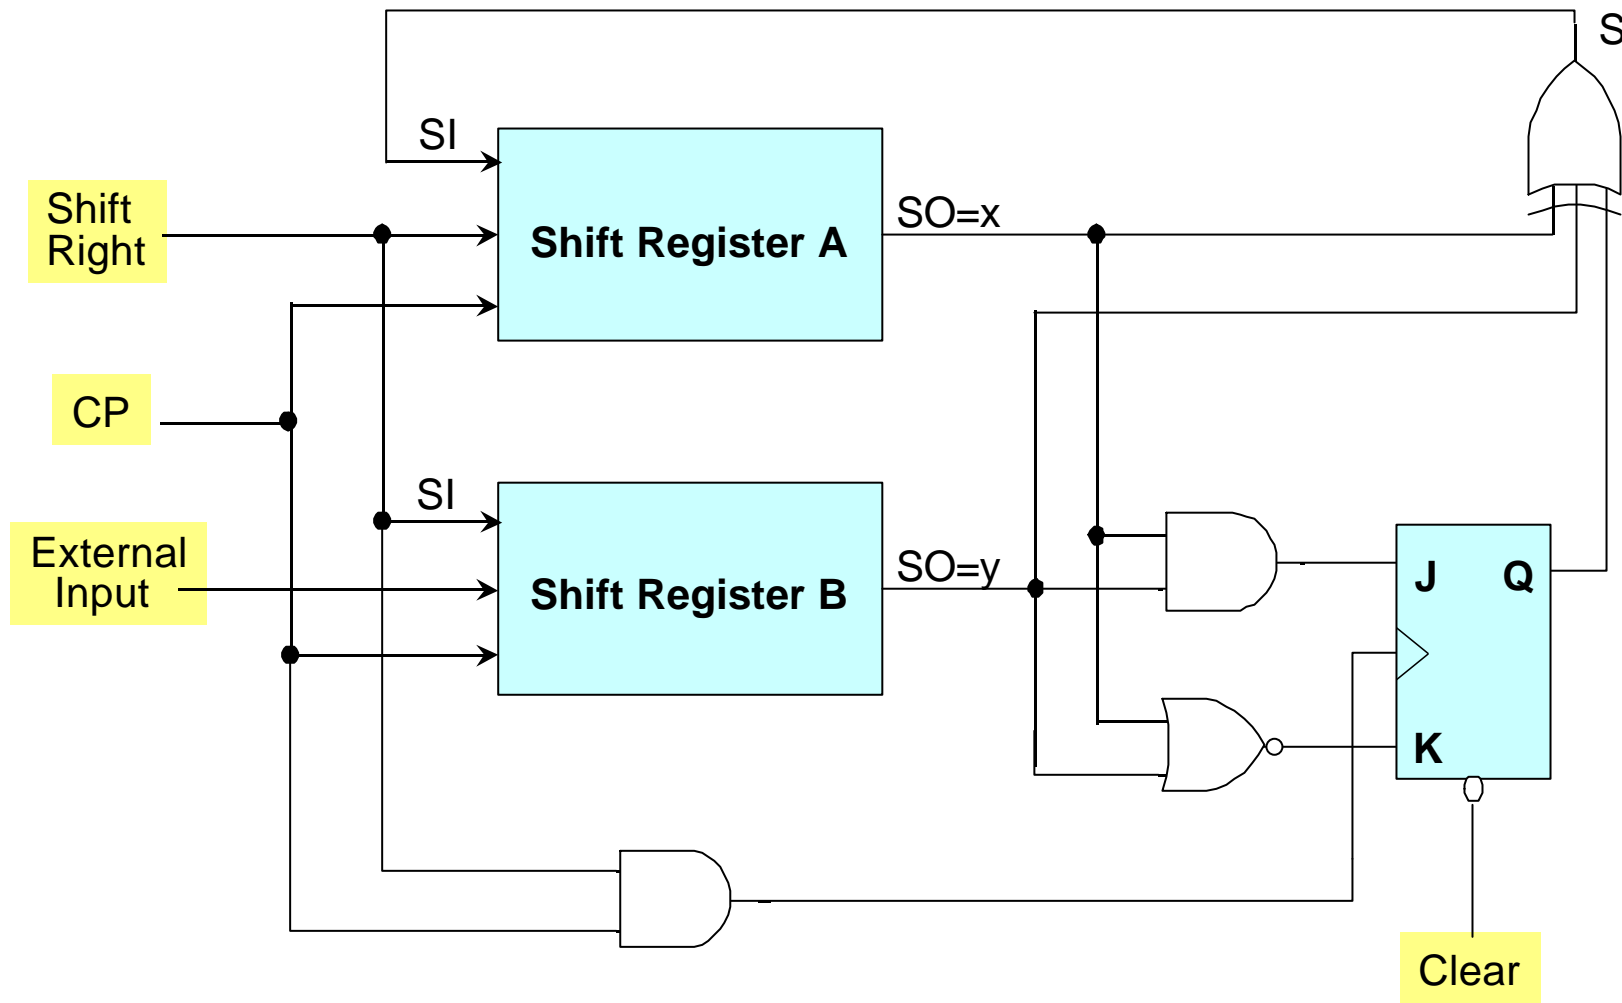 S
SI
Shift
Right
SO=x
Shift Register A
CP
SI
External
Input
SO=y
Shift Register B
J
Q
K
Clear